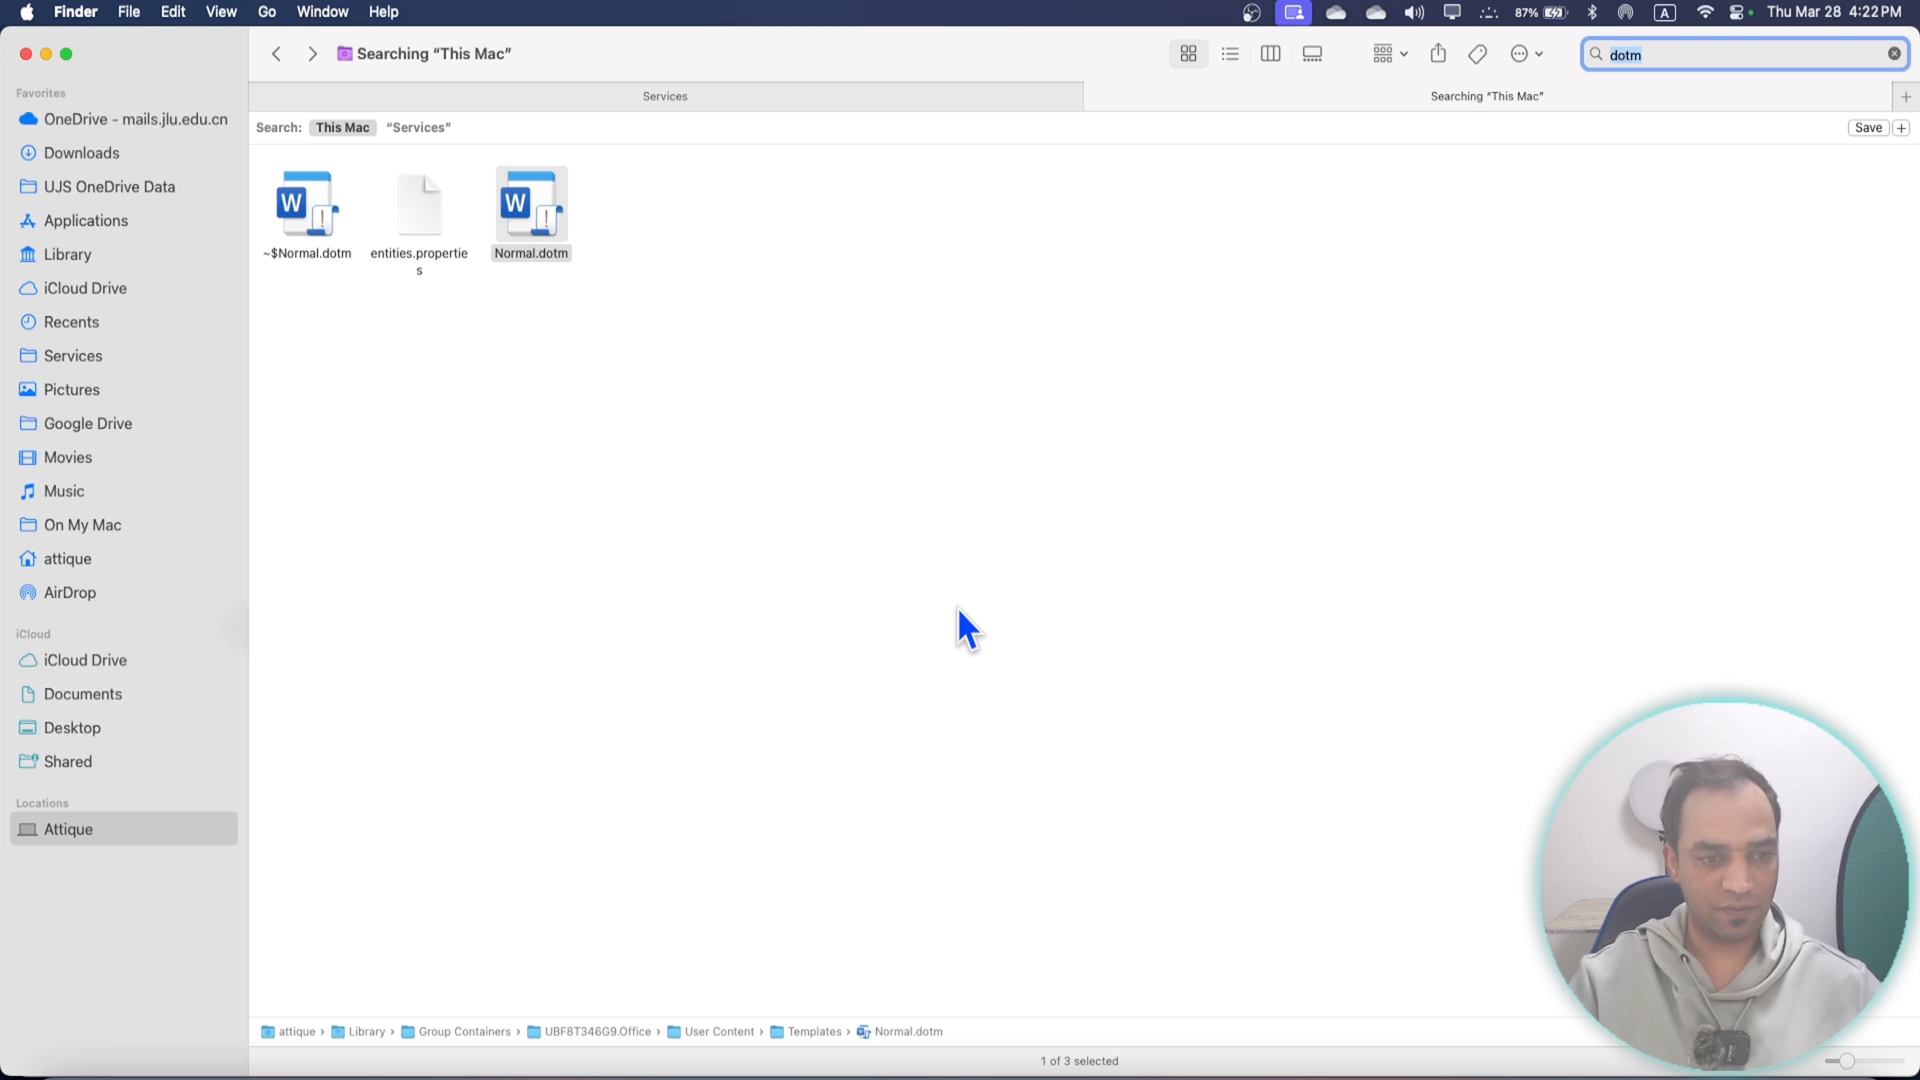 Finder File Edit View Go Window Help
A
87%
Thu Mar 28 4:22 PM
Searching “This Mac”
dotm
Services
Searching “This Mac”
Search: This Mac “Services”
Save
Favorites
OneDrive - mails.jlu.edu.cn
Downloads
UJS OneDrive Data
Applications
Library
iCloud Drive
Recents
Services
Pictures
Google Drive
Movies
Music
On My Mac
attique
AirDrop
iCloud
iCloud Drive
Documents
Desktop
Shared
Locations
Attique
W
W
~$Normal.dotm
entities.propertie
s
Normal.dotm
attique › Library › Group Containers › UBF8T346G9.Office › User Content › Templates › Normal.dotm
1 of 3 selected